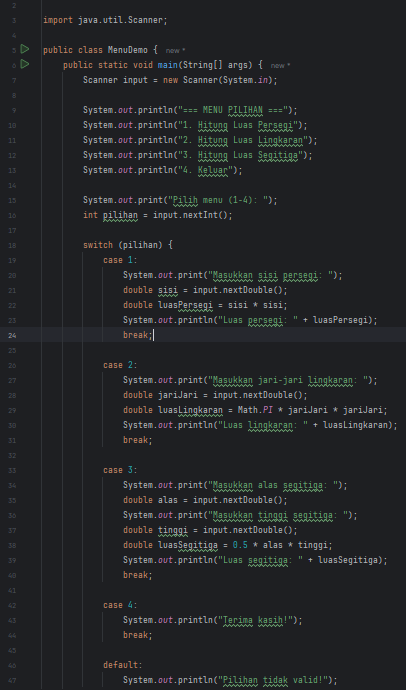 2
3 import java.util.Scanner;
4
5 public class MenuDemo { new *
6 public static void main(String[] args) { new *
7 Scanner input = new Scanner(System.in);
8
9 System.out.println("=== MENU PILIHAN ===");
10 System.out.println("1. Hitung Luas Persegi");
11 System.out.println("2. Hitung Luas Lingkaran");
12 System.out.println("3. Hitung Luas Segitiga");
13 System.out.println("4. Keluar");
14
15 System.out.print("Pilih menu (1-4): ");
16 int pilihan = input.nextInt();
17
18 switch (pilihan) {
19 case 1:
20 System.out.print("Masukkan sisi persegi: ");
21 double sisi = input.nextDouble();
22 double luasPersegi = sisi * sisi;
23 System.out.println("Luas persegi: " + luasPersegi);
24 break;
25
26 case 2:
27 System.out.print("Masukkan jari-jari lingkaran: ");
28 double jariJari = input.nextDouble();
29 double luasLingkaran = Math.PI * jariJari * jariJari;
30 System.out.println("Luas lingkaran: " + luasLingkaran);
31 break;
32
33 case 3:
34 System.out.print("Masukkan alas segitiga: ");
35 double alas = input.nextDouble();
36 System.out.print("Masukkan tinggi segitiga: ");
37 double tinggi = input.nextDouble();
38 double luasSegitiga = 0.5 * alas * tinggi;
39 System.out.println("Luas segitiga: " + luasSegitiga);
40 break;
41
42 case 4:
43 System.out.println("Terima kasih!");
44 break;
45
46 default:
47 System.out.println("Pilihan tidak valid!");